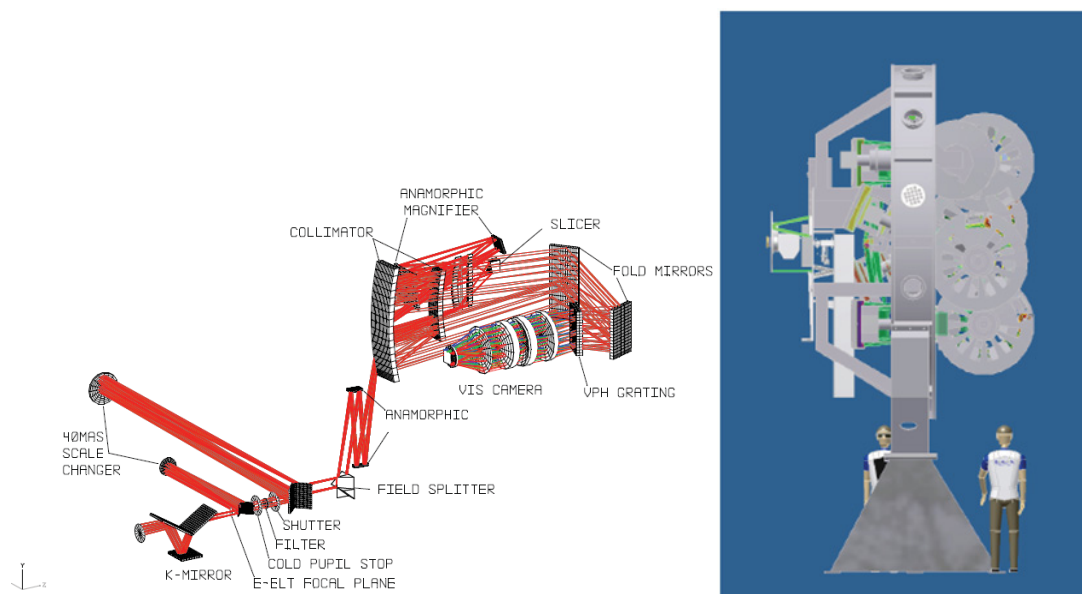 ANAMORPHIC
MAGNIFIER
COLLIMATOR
SLICER
FOLD MIRRORS
VIS CAMERA
VPH GRATING
ANAMORPHIC
40MAS
SCALE
CHANGER
FIELD SPLITTER
SHUTTER
FILTER
COLD PUPIL STOP
K-MIRROR
E-ELT FOCAL PLANE
Y